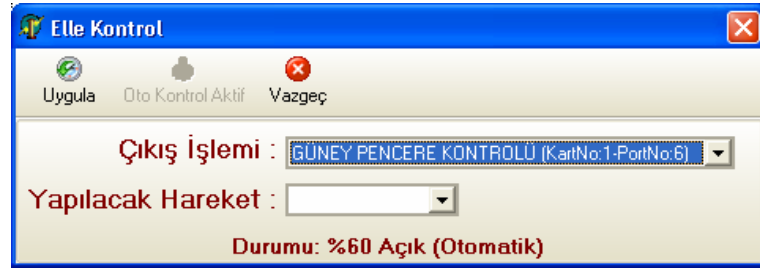 Elle Kontrol
Uygula Oto Kontrol Aktif Vazgeç
Çıkış İşlemi : GÜNEY PENCERE KONTROLÜ (KartNo:1-PortNo:6)
Yapılacak Hareket :
Durumu: %60 Açık (Otomatik)